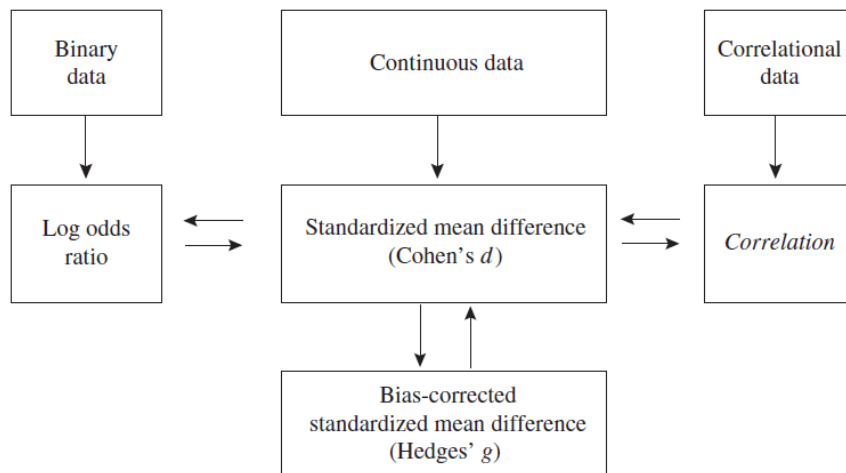 Binary
data
Continuous data
Correlational
data
Log odds
ratio
Standardized mean difference
(Cohen's d)
Correlation
Bias-corrected
standardized mean difference
(Hedges' g)